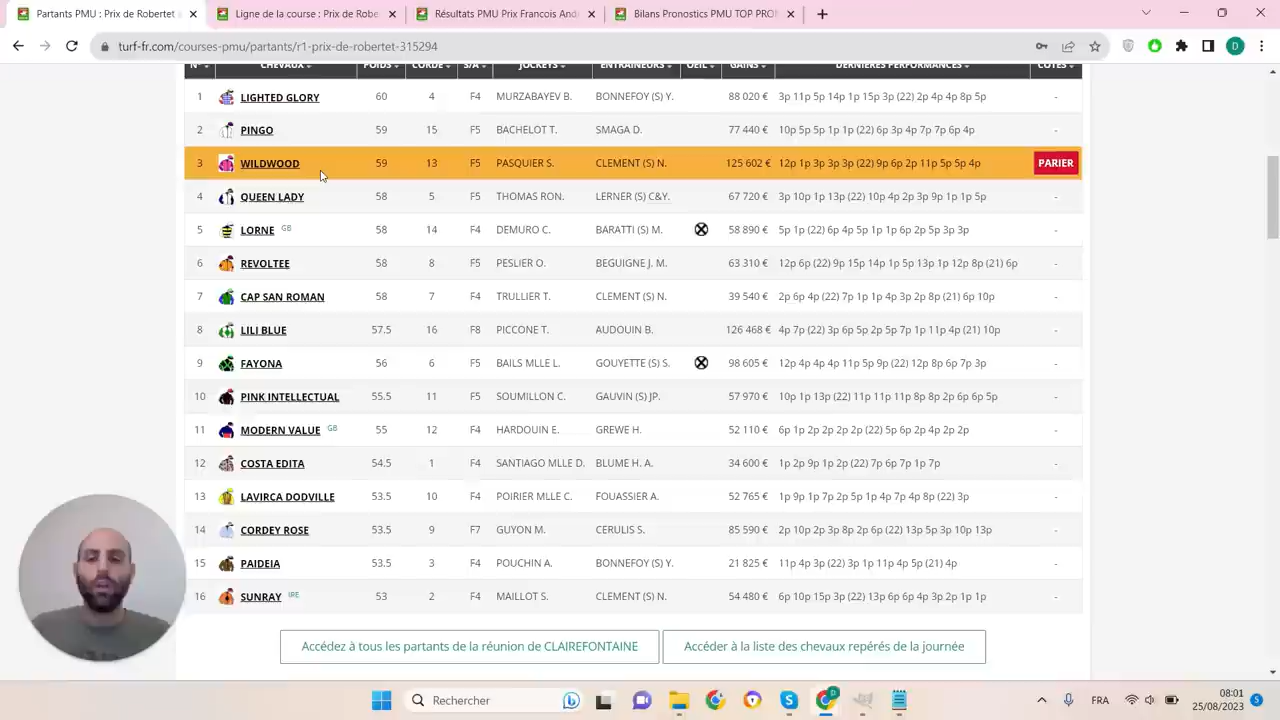 Partants PMU : Prix de Robertet Ligne de turf : Prix de Rober Résultats PMU Prix François And Bilans Pronostics PMU TOP PRO
turf-fr.com/courses-pmu/partants/r1-prix-de-robertet-315294
N° CHEVAUX POIDS CORDE S/A JOCKEYS ENTRAÎNEURS OEIL GAINS DERNIÈRES PERFORMANCES COTES
1 LIGHTED GLORY 60 4 F4 MURZABAYEV B. BONNEFOY (S) Y. 88 020 € 3p 11p 5p 14p 1p 15p 3p (22) 2p 4p 4p 8p 5p -
2 PINGO 59 15 F5 BACHELOT T. SMAGA D. 77 440 € 10p 5p 5p 1p 1p (22) 6p 3p 4p 7p 7p 6p 4p -
3 WILDWOOD 59 13 F5 PASQUIER S. CLEMENT (S) N. 125 602 € 12p 1p 3p 3p 3p (22) 9p 6p 2p 11p 5p 5p 4p PARIER
4 QUEEN LADY 58 5 F5 THOMAS RON. LERNER (S) C&Y. 67 720 € 3p 10p 1p 13p (22) 10p 4p 2p 3p 9p 1p 1p 5p -
5 LORNE GB 58 14 F4 DEMURO C. BARATTI (S) M. 58 890 € 5p 1p (22) 6p 4p 5p 1p 1p 6p 2p 5p 3p 3p -
6 REVOLTEE 58 8 F5 PESLIER O. BEGUIGNE J. M. 63 310 € 12p 6p (22) 9p 15p 14p 1p 5p 13p 1p 12p 8p (21) 6p -
7 CAP SAN ROMAN 58 7 F4 TRULLIER T. CLEMENT (S) N. 39 540 € 2p 6p 4p (22) 7p 1p 1p 4p 3p 2p 8p (21) 6p 10p -
8 LILI BLUE 57.5 16 F8 PICCONE T. AUDOUIN B. 126 468 € 4p 7p (22) 3p 6p 5p 2p 5p 7p 1p 11p 4p (21) 10p -
9 FAYONA 56 6 F5 BAILS MLLE L. GOUYETTE (S) S. 98 605 € 12p 4p 4p 4p 11p 5p 9p (22) 12p 8p 6p 7p 3p -
10 PINK INTELLECTUAL 55.5 11 F5 SOUMILLON C. GAUVIN (S) JP. 57 970 € 10p 1p 13p (22) 11p 11p 11p 8p 8p 2p 6p 6p 5p -
11 MODERN VALUE GB 55 12 F4 HARDOUIN E. GREWE H. 52 110 € 6p 1p 2p 2p 2p 2p (22) 5p 6p 2p 4p 2p 2p -
12 COSTA EDITA 54.5 1 F4 SANTIAGO MLLE D. BLUME H. A. 34 600 € 1p 2p 9p 1p 2p (22) 7p 6p 7p 1p 7p -
13 LAVIRCA DODVILLE 53.5 10 F4 POIRIER MLLE C. FOUASSIER A. 52 765 € 1p 9p 1p 7p 2p 5p 1p 4p 7p 4p 8p (22) 3p -
14 CORDEY ROSE 53.5 9 F7 GUYON M. CERULIS S. 85 590 € 2p 10p 2p 3p 8p 2p 6p (22) 13p 5p 3p 10p 13p -
15 PAIDEIA 53.5 3 F4 POUCHIN A. BONNEFOY (S) Y. 21 825 € 11p 4p 3p (22) 3p 1p 11p 4p 5p (21) 4p -
16 SUNRAY IRE 53 2 F4 MAILLOT S. CLEMENT (S) N. 54 480 € 6p 10p 15p 3p (22) 13p 6p 6p 4p 3p 2p 1p 1p -
Accédez à tous les partants de la réunion de CLAIREFONTAINE Accéder à la liste des chevaux repérés de la journée
Rechercher FRA 08:01
25/08/2023 5